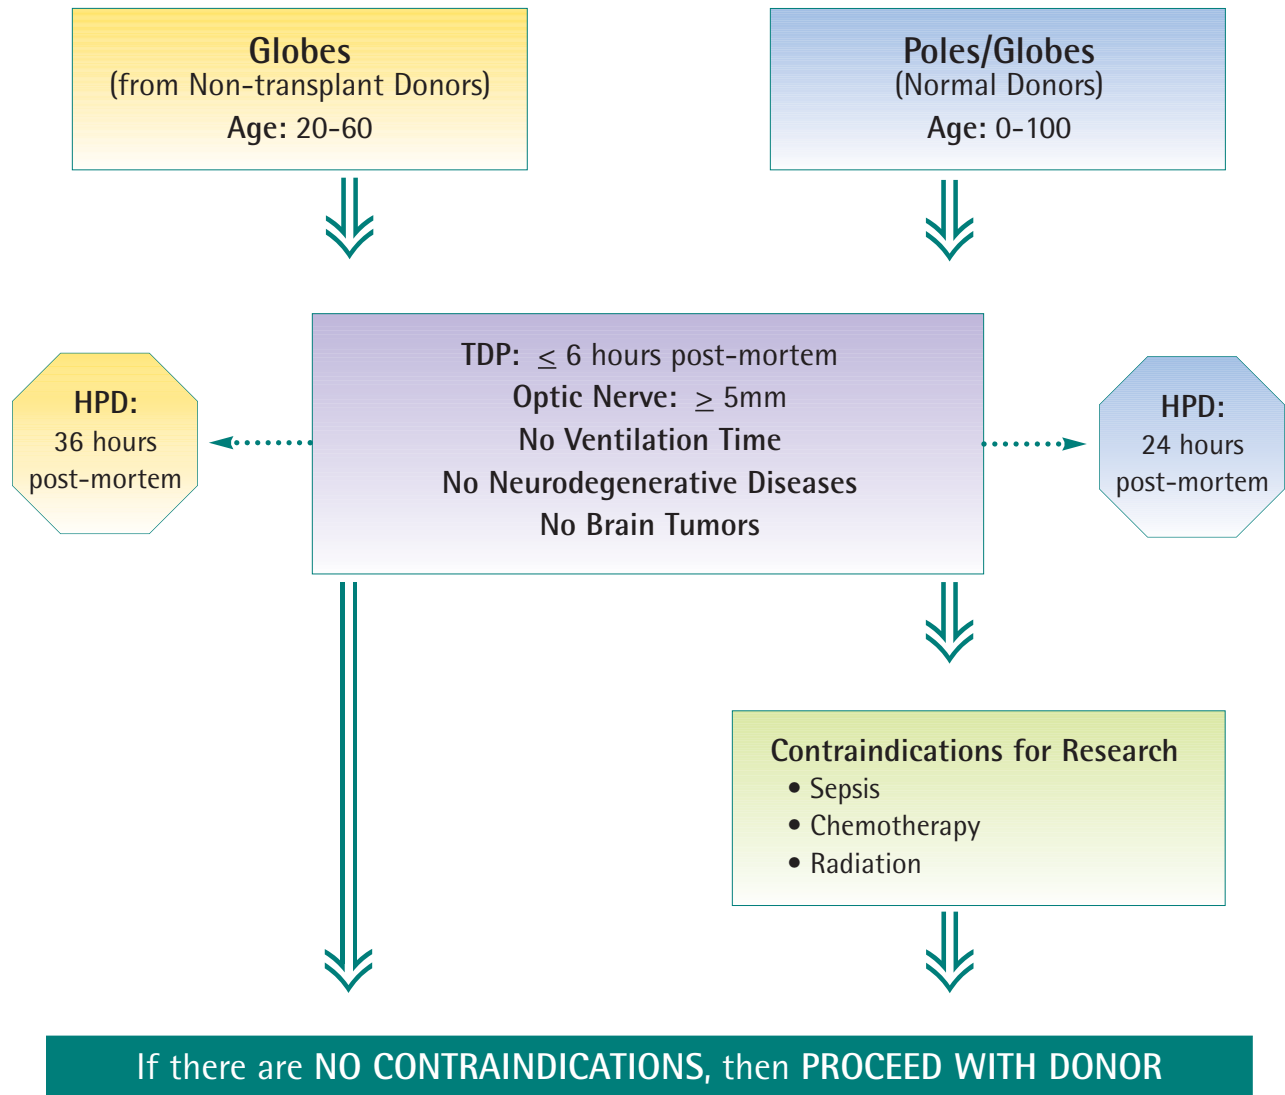 Globes
(from Non-transplant Donors)
Age: 20-60
Poles/Globes
(Normal Donors)
Age: 0-100
TDP: ≤ 6 hours post-mortem
Optic Nerve: ≥ 5mm
No Ventilation Time
No Neurodegenerative Diseases
No Brain Tumors
HPD:
36 hours
post-mortem
HPD:
24 hours
post-mortem
Contraindications for Research
• Sepsis
• Chemotherapy
• Radiation
If there are NO CONTRAINDICATIONS, then PROCEED WITH DONOR